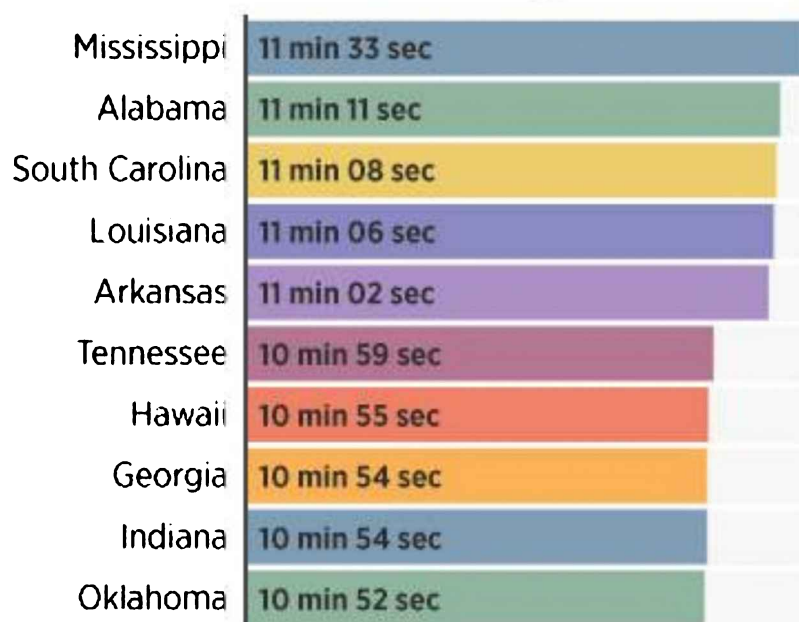 Mississippi 11 min 33 sec
Alabama 11 min 11 sec
South Carolina 11 min 08 sec
Louisiana 11 min 06 sec
Arkansas 11 min 02 sec
Tennessee 10 min 59 sec
Hawaii 10 min 55 sec
Georgia 10 min 54 sec
Indiana 10 min 54 sec
Oklahoma 10 min 52 sec